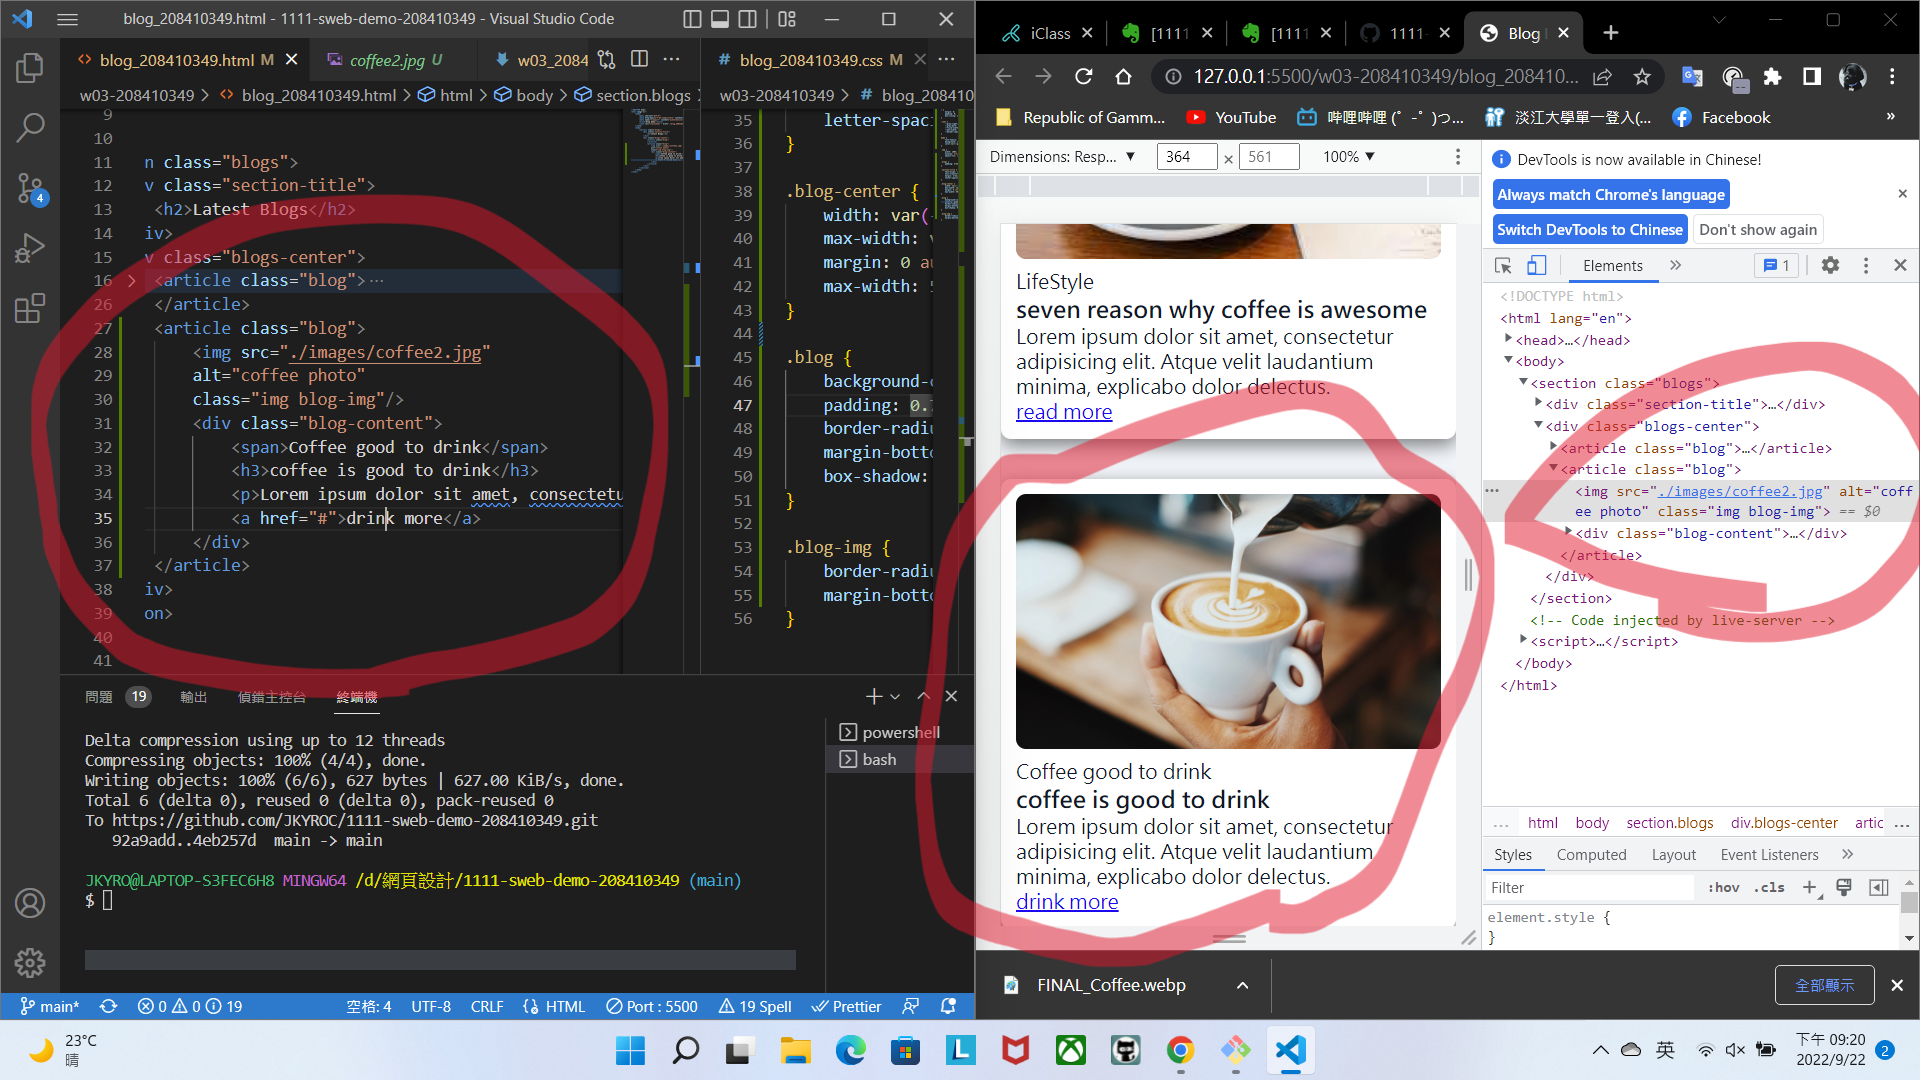 blog_208410349.html - 1111-sweb-demo-208410349 - Visual Studio Code
blog_208410349.html M
coffee2.jpg U
w03_2084
w03-208410349 > blog_208410349.html > html > body > section.blogs
9
10
11 n class="blogs">
12 v class="section-title">
13 <h2>Latest Blogs</h2>
14 iv>
15 v class="blogs-center">
16 <article class="blog">…
26 </article>
27 <article class="blog">
28 <img src="./images/coffee2.jpg"
29 alt="coffee photo"
30 class="img blog-img"/>
31 <div class="blog-content">
32 <span>Coffee good to drink</span>
33 <h3>coffee is good to drink</h3>
34 <p>Lorem ipsum dolor sit amet, consectetu
35 <a href="#">drink more</a>
36 </div>
37 </article>
38 iv>
39 on>
40
41
blog_208410349.css M
w03-208410349 > # blog_208410349
35 letter-spaci
36 }
37
38 .blog-center {
39 width: var(
40 max-width: v
41 margin: 0 au
42 max-width: 5
43 }
44
45 .blog {
46 background-c
47 padding: 0.7
48 border-radiu
49 margin-botto
50 box-shadow:
51 }
52
53 .blog-img {
54 border-radiu
55 margin-botto
56 }
4
問題 19 輸出 偵錯主控台 終端機
Delta compression using up to 12 threads
Compressing objects: 100% (4/4), done.
Writing objects: 100% (6/6), 627 bytes | 627.00 KiB/s, done.
Total 6 (delta 0), reused 0 (delta 0), pack-reused 0
To https://github.com/JKYROC/1111-sweb-demo-208410349.git
92a9add..4eb257d main -> main
JKYRO@LAPTOP-S3FEC6H8 MINGW64 /d/網頁設計/1111-sweb-demo-208410349 (main)
$
powershell
bash
main* 0 0 19 空格: 4 UTF-8 CRLF HTML Port : 5500 19 Spell Prettier
iClass
[1111
[1111
1111-
Blog
127.0.0.1:5500/w03-208410349/blog_208410...
Republic of Gamm...
YouTube
嗶哩嗶哩 (゜-゜)つ...
淡江大學單一登入(...
Facebook
»
Dimensions: Resp... 364 × 561 100%
LifeStyle
seven reason why coffee is awesome
Lorem ipsum dolor sit amet, consectetur
adipisicing elit. Atque velit laudantium
minima, explicabo dolor delectus.
read more
Coffee good to drink
coffee is good to drink
Lorem ipsum dolor sit amet, consectetur
adipisicing elit. Atque velit laudantium
minima, explicabo dolor delectus.
drink more
DevTools is now available in Chinese!
Always match Chrome's language
Switch DevTools to Chinese
Don't show again
Elements » 1
<!DOCTYPE html>
<html lang="en">
<head>…</head>
<body>
<section class="blogs">
<div class="section-title">…</div>
<div class="blogs-center">
<article class="blog">…</article>
<article class="blog">
<img src="./images/coffee2.jpg" alt="coff
ee photo" class="img blog-img"> == $0
<div class="blog-content">…</div>
</article>
</div>
</section>
<!-- Code injected by live-server -->
<script>…</script>
</body>
</html>
... html body section.blogs div.blogs-center artic ...
Styles Computed Layout Event Listeners »
Filter :hov .cls
element.style {
}
FINAL_Coffee.webp
全部顯示
23°C
晴
英
下午 09:20
2022/9/22
2